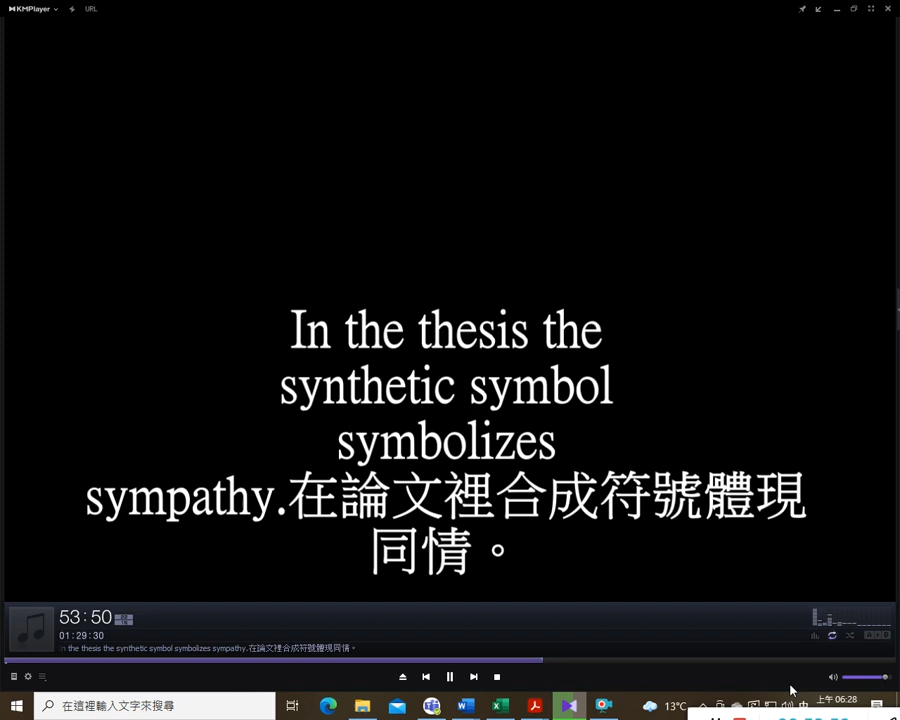 KMPlayer
URL
In the thesis the
synthetic symbol
symbolizes
sympathy.在論文裡合成符號體現
同情。
53:50
01:29:30
In the thesis the synthetic symbol symbolizes sympathy.在論文裡合成符號體現同情。
在這裡輸入文字來搜尋
13°C
中
上午 06:28